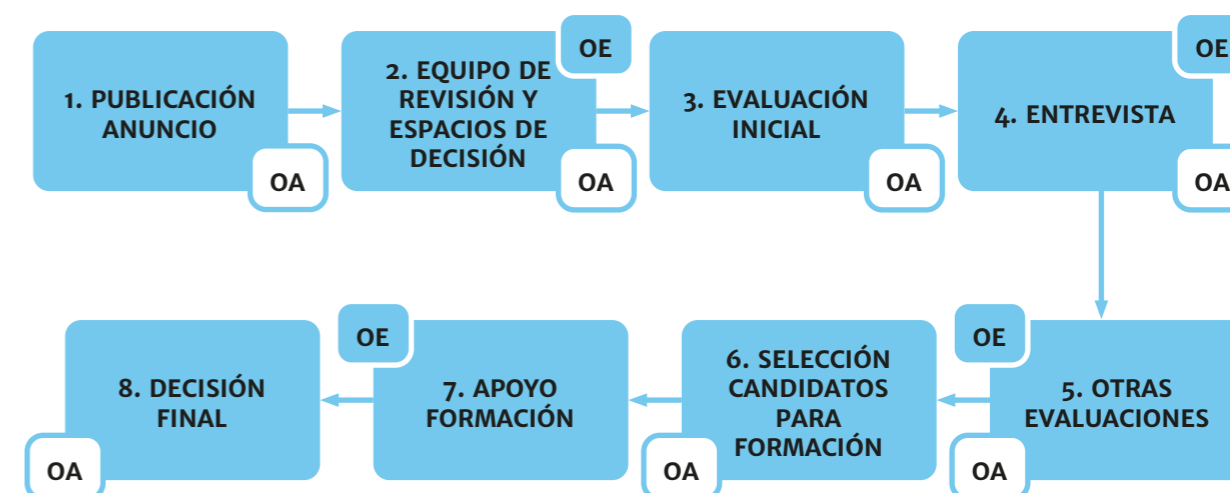 1. PUBLICACIÓN
ANUNCIO
OA
2. EQUIPO DE
REVISIÓN Y
ESPACIOS DE
DECISIÓN
OE
OA
3. EVALUACIÓN
INICIAL
OA
4. ENTREVISTA
OE
OA
5. OTRAS
EVALUACIONES
OE
OA
6. SELECCIÓN
CANDIDATOS
PARA
FORMACIÓN
OA
7. APOYO
FORMACIÓN
OE
8. DECISIÓN
FINAL
OA